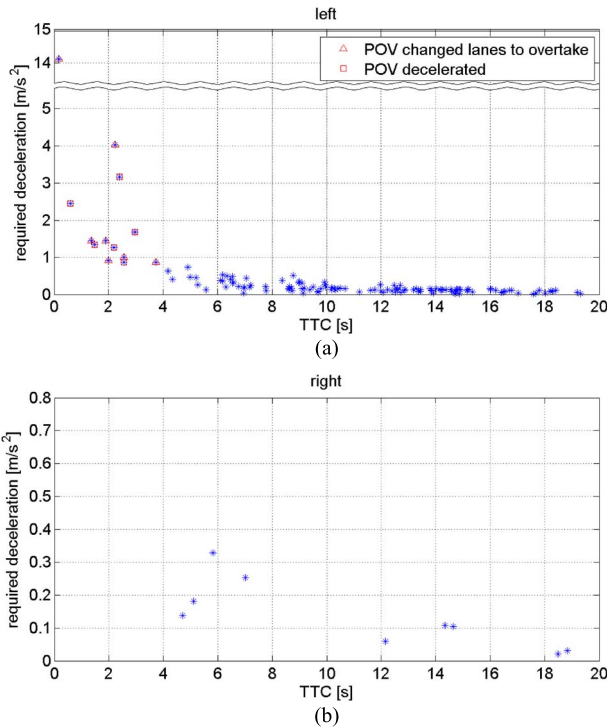 left
15
14
5
4
3
2
1
0
required deceleration [m/s²]
POV changed lanes to overtake
POV decelerated
0 2 4 6 8 10 12 14 16 18 20
TTC [s]
(a)
right
0.8
0.7
0.6
0.5
0.4
0.3
0.2
0.1
0
required deceleration [m/s²]
0 2 4 6 8 10 12 14 16 18 20
TTC [s]
(b)